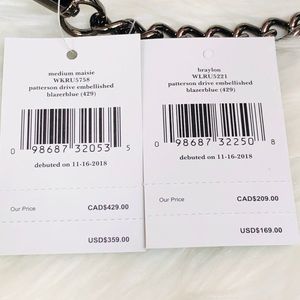 medium maisie
WKRU5758
patterson drive embellished
blazerblue (429)
0 98687 32053 5
debuted on 11-16-2018
Our Price CAD$429.00
USD$359.00
braylon
WLRU5221
patterson drive embellished
blazerblue (429)
0 98687 32250 8
debuted on 11-16-2018
Our Price CAD$209.00
USD$169.00